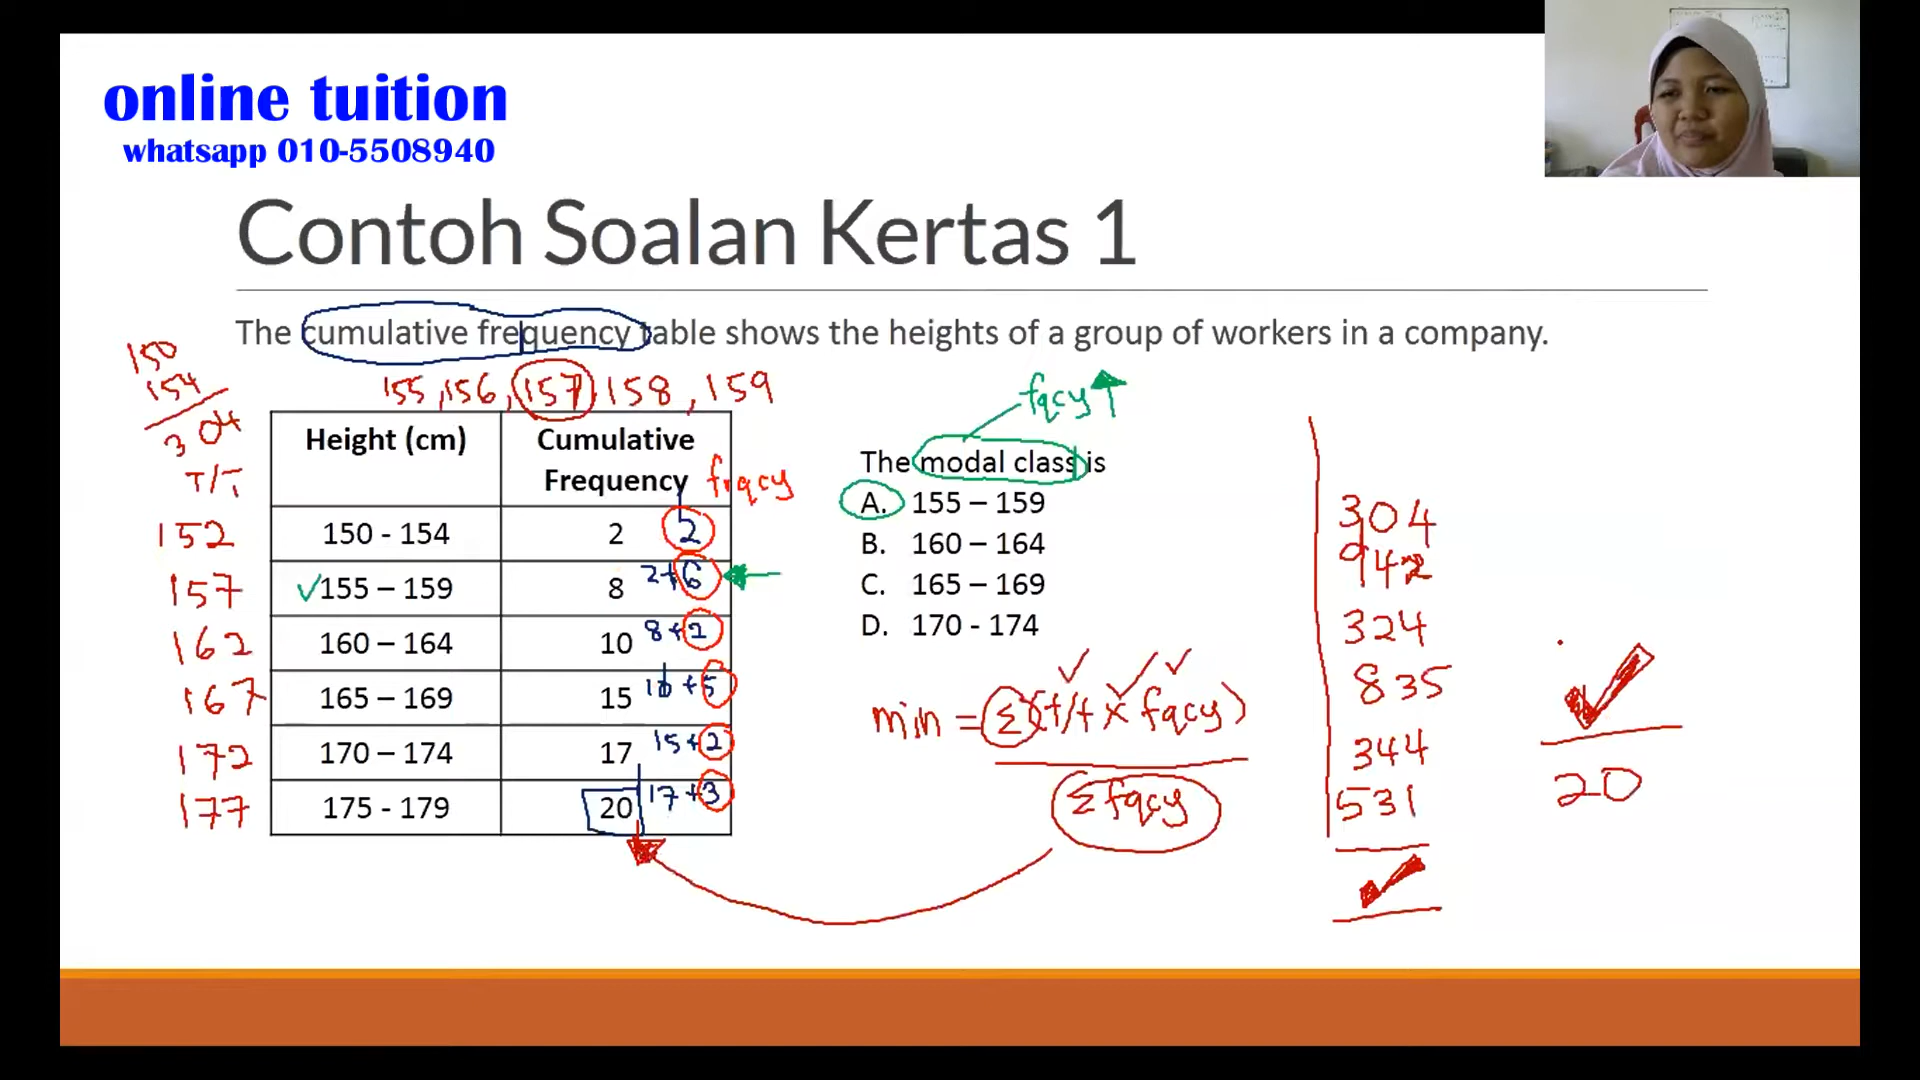 online tuition
whatsapp 010-5508940
Contoh Soalan Kertas 1
The cumulative frequency table shows the heights of a group of workers in a company.
150
154
304
T/T
155, 156, 157, 158, 159
Height (cm) Cumulative Frequency frqcy
152 150 - 154 2 2
157 ✓155 – 159 8 2+6
162 160 – 164 10 8+2
167 165 – 169 15 10+5
172 170 – 174 17 15+2
177 175 - 179 20 17+3
fqcy ↑
The modal class is
A. 155 – 159
B. 160 – 164
C. 165 – 169
D. 170 - 174
min = Σ(t/t × fqcy)
Σfqcy
304
942
324
835
344
531
20